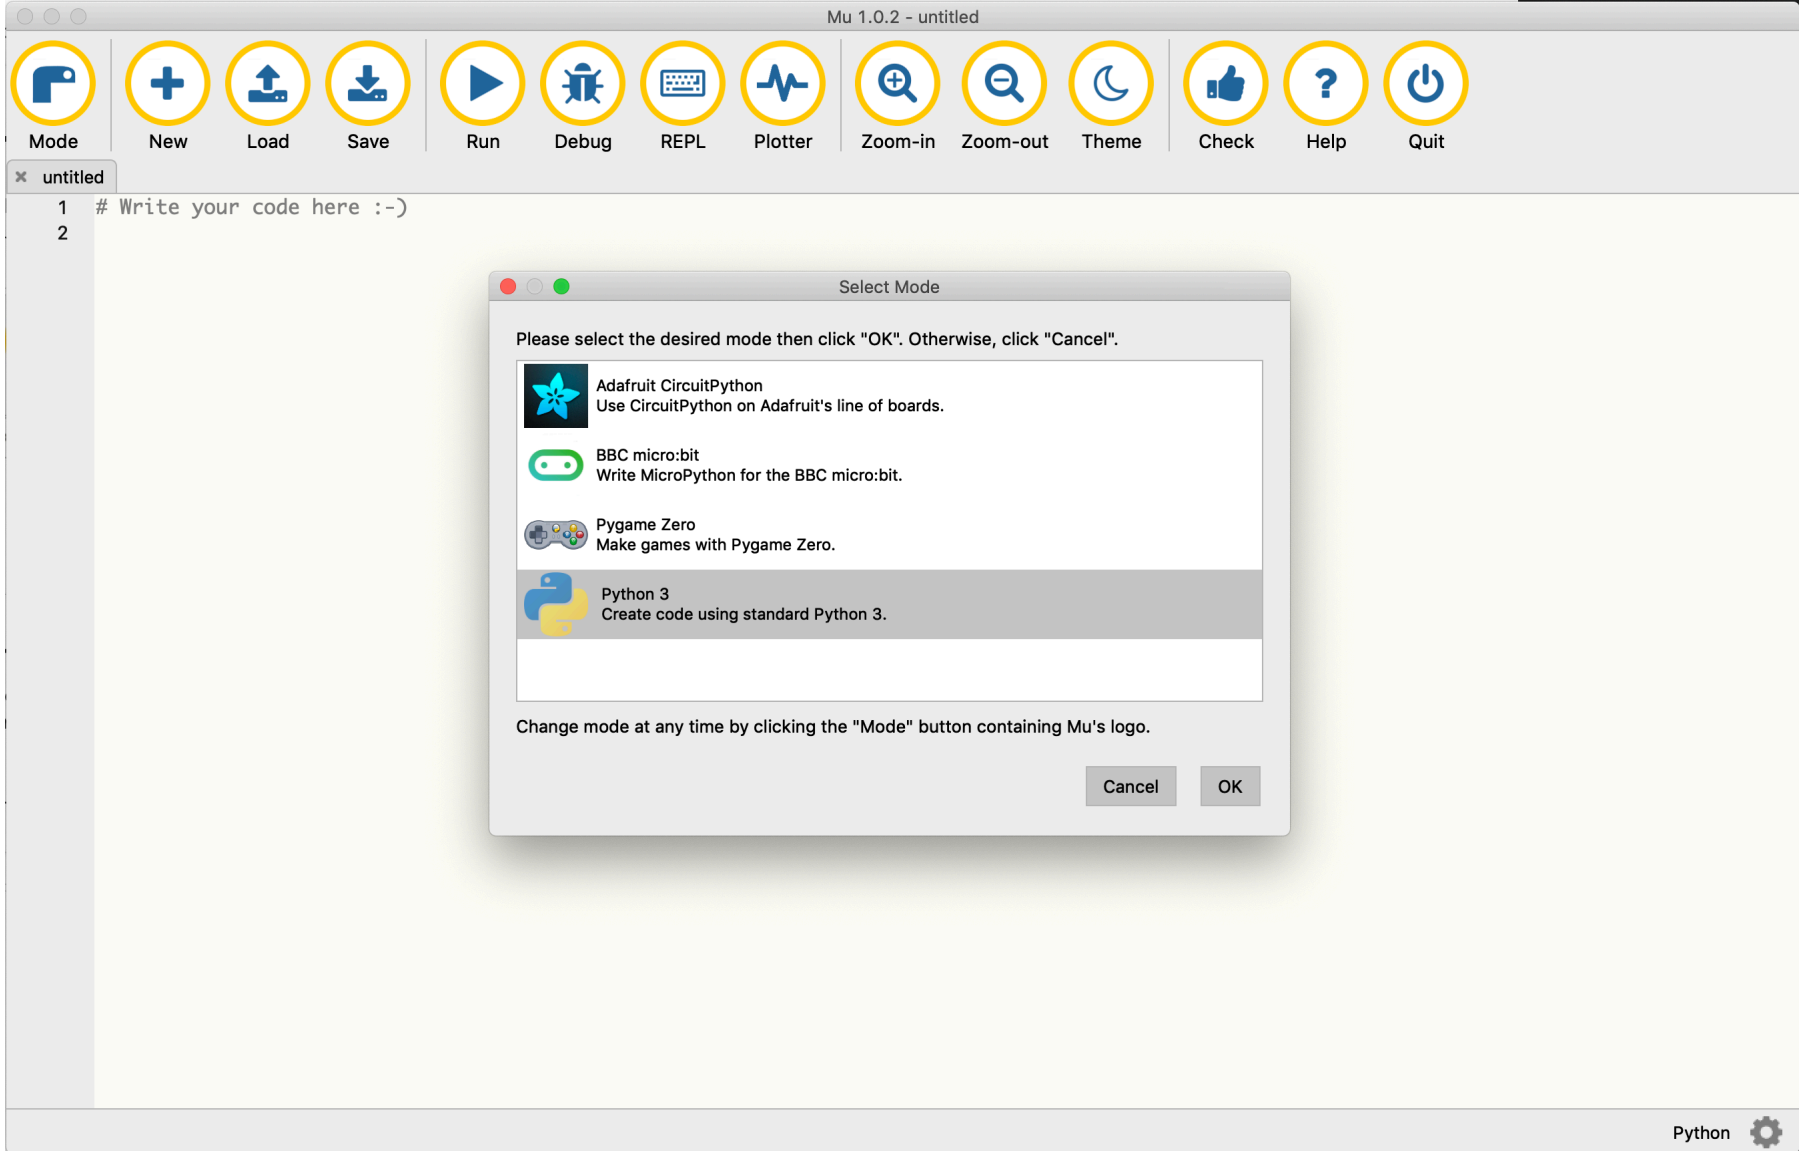 Mu 1.0.2 - untitled
Mode New Load Save Run Debug REPL Plotter Zoom-in Zoom-out Theme Check Help Quit
untitled
1 # Write your code here :-)
2
Select Mode
Please select the desired mode then click "OK". Otherwise, click "Cancel".
Adafruit CircuitPython
Use CircuitPython on Adafruit's line of boards.
BBC micro:bit
Write MicroPython for the BBC micro:bit.
Pygame Zero
Make games with Pygame Zero.
Python 3
Create code using standard Python 3.
Change mode at any time by clicking the "Mode" button containing Mu's logo.
Cancel OK
Python